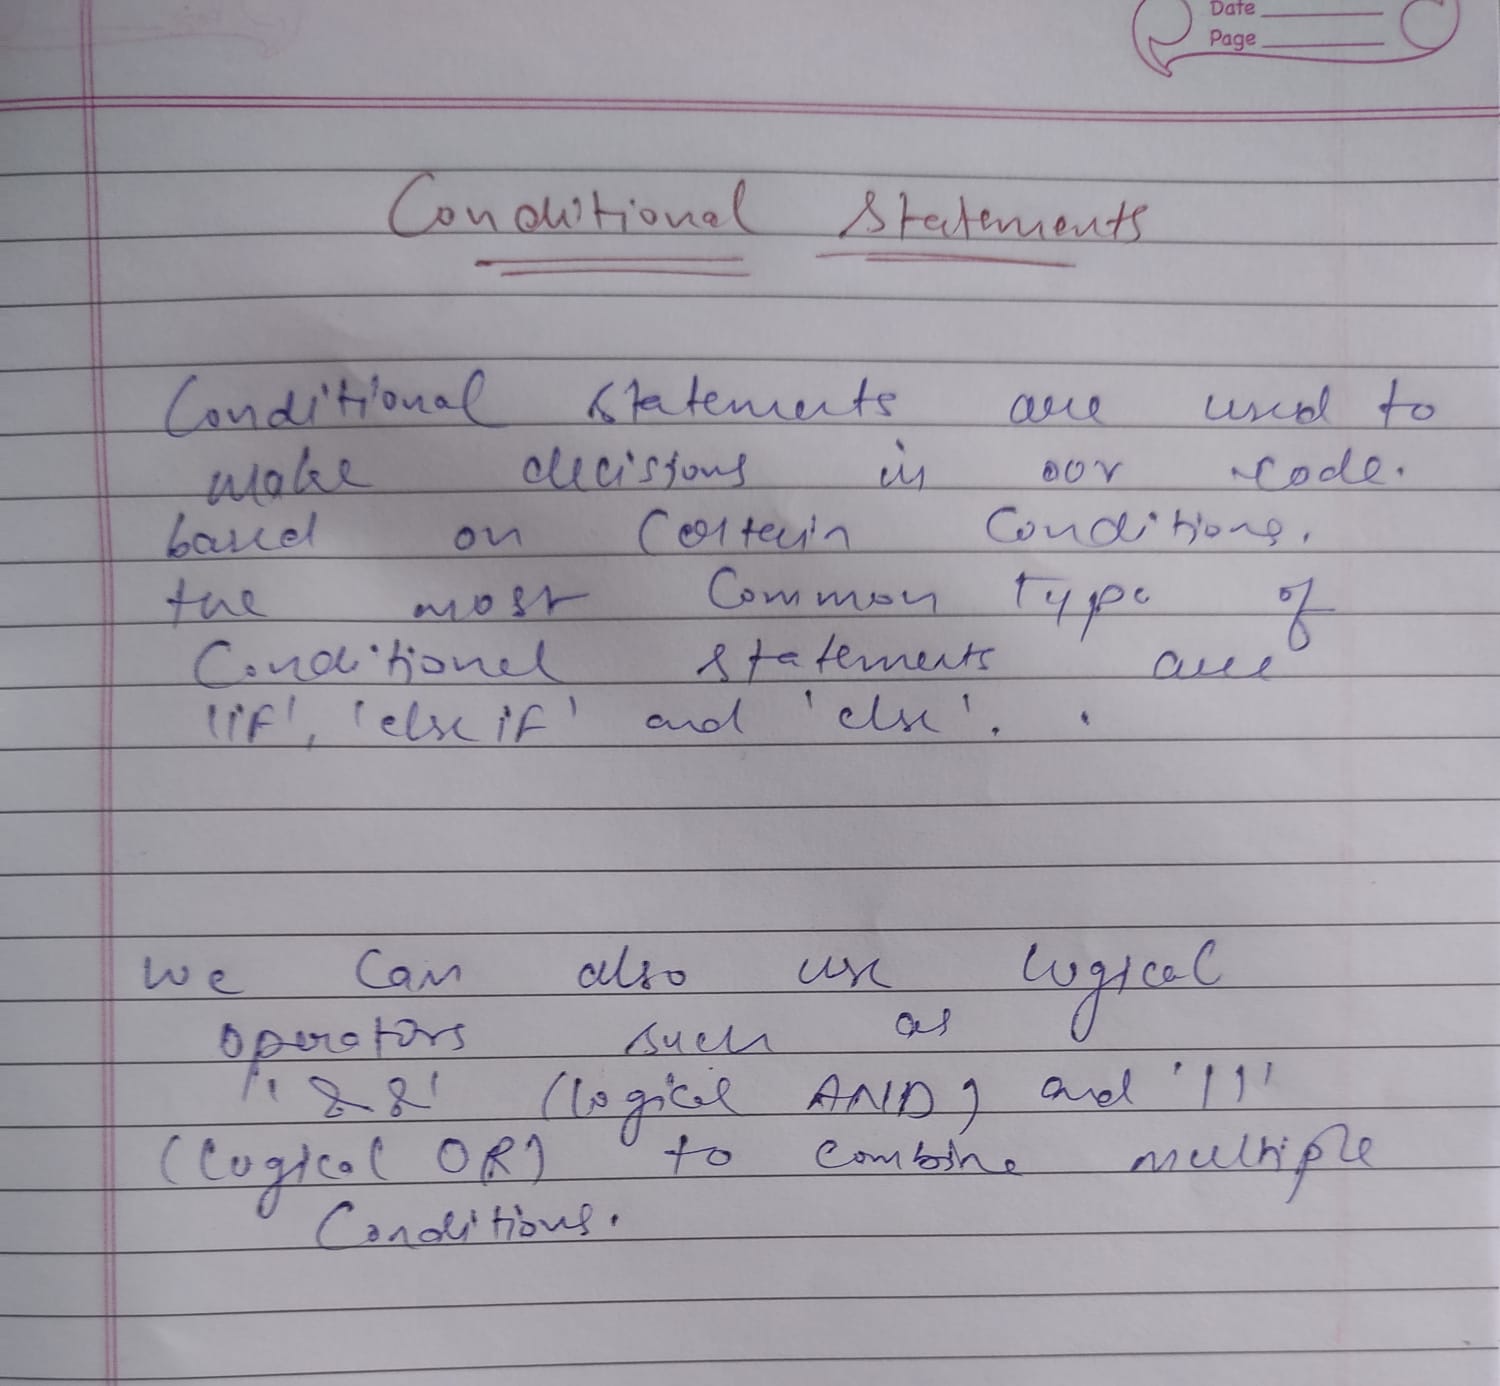 Date
Page
Conditional Statements
Conditional statements are used to
make decisions in our code.
based on certain Conditions.
the most Common Type of
Conditional statements are
'if', 'else if' and 'else'.
we can also use logical
operators such as
'&&' (logical AND) and '||'
(logical OR) to combine multiple
Conditions.